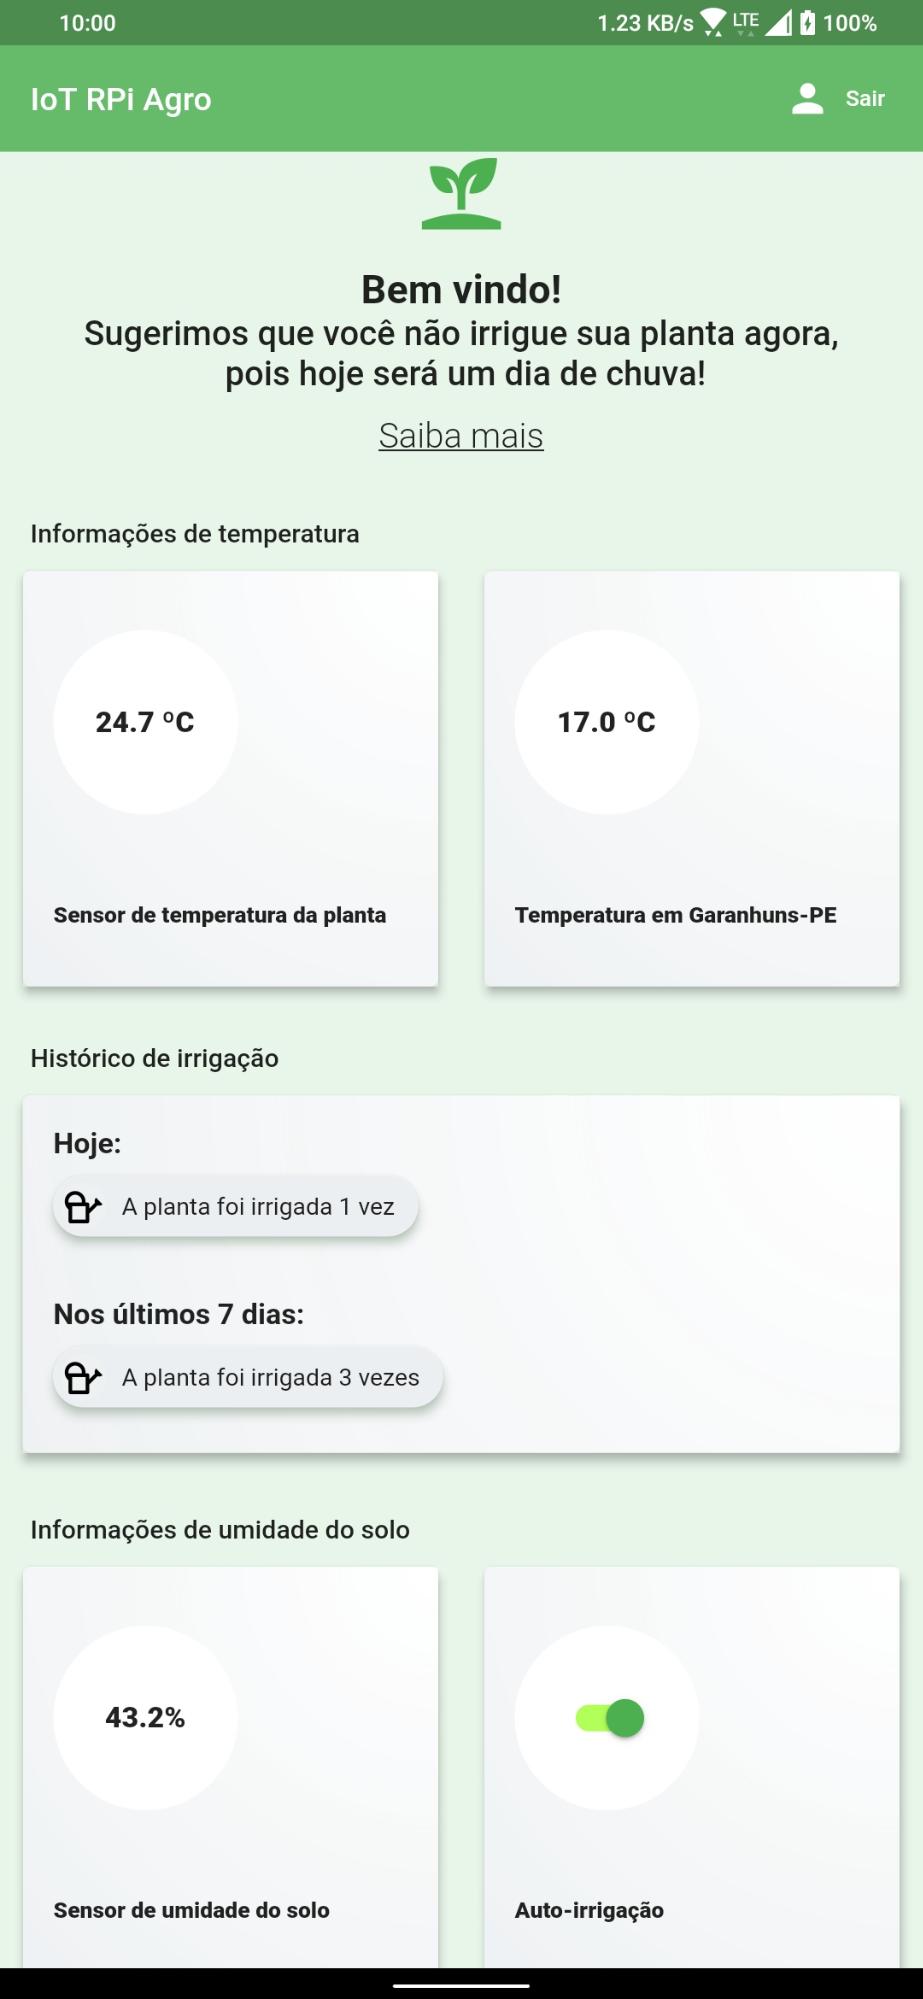 10:00
1.23 KB/s LTE 100%
IoT RPi Agro
Sair
Bem vindo!
Sugerimos que você não irrigue sua planta agora,
pois hoje será um dia de chuva!
Saiba mais
Informações de temperatura
24.7 ºC
Sensor de temperatura da planta
17.0 ºC
Temperatura em Garanhuns-PE
Histórico de irrigação
Hoje:
A planta foi irrigada 1 vez
Nos últimos 7 dias:
A planta foi irrigada 3 vezes
Informações de umidade do solo
43.2%
Sensor de umidade do solo
Auto-irrigação